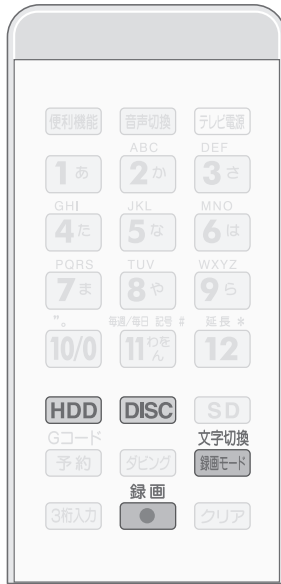 便利機能 音声切換 テレビ電源
ABC DEF
1あ 2か 3さ
GHI JKL MNO
4た 5な 6は
PQRS TUV WXYZ
7ま 8や 9ら
"。 毎週/毎日 記号 # 延長 *
10/0 11わをん 12
HDD DISC SD
Gコード 文字切換
予約 ダビング 録画モード
録画
3桁入力 ● クリア